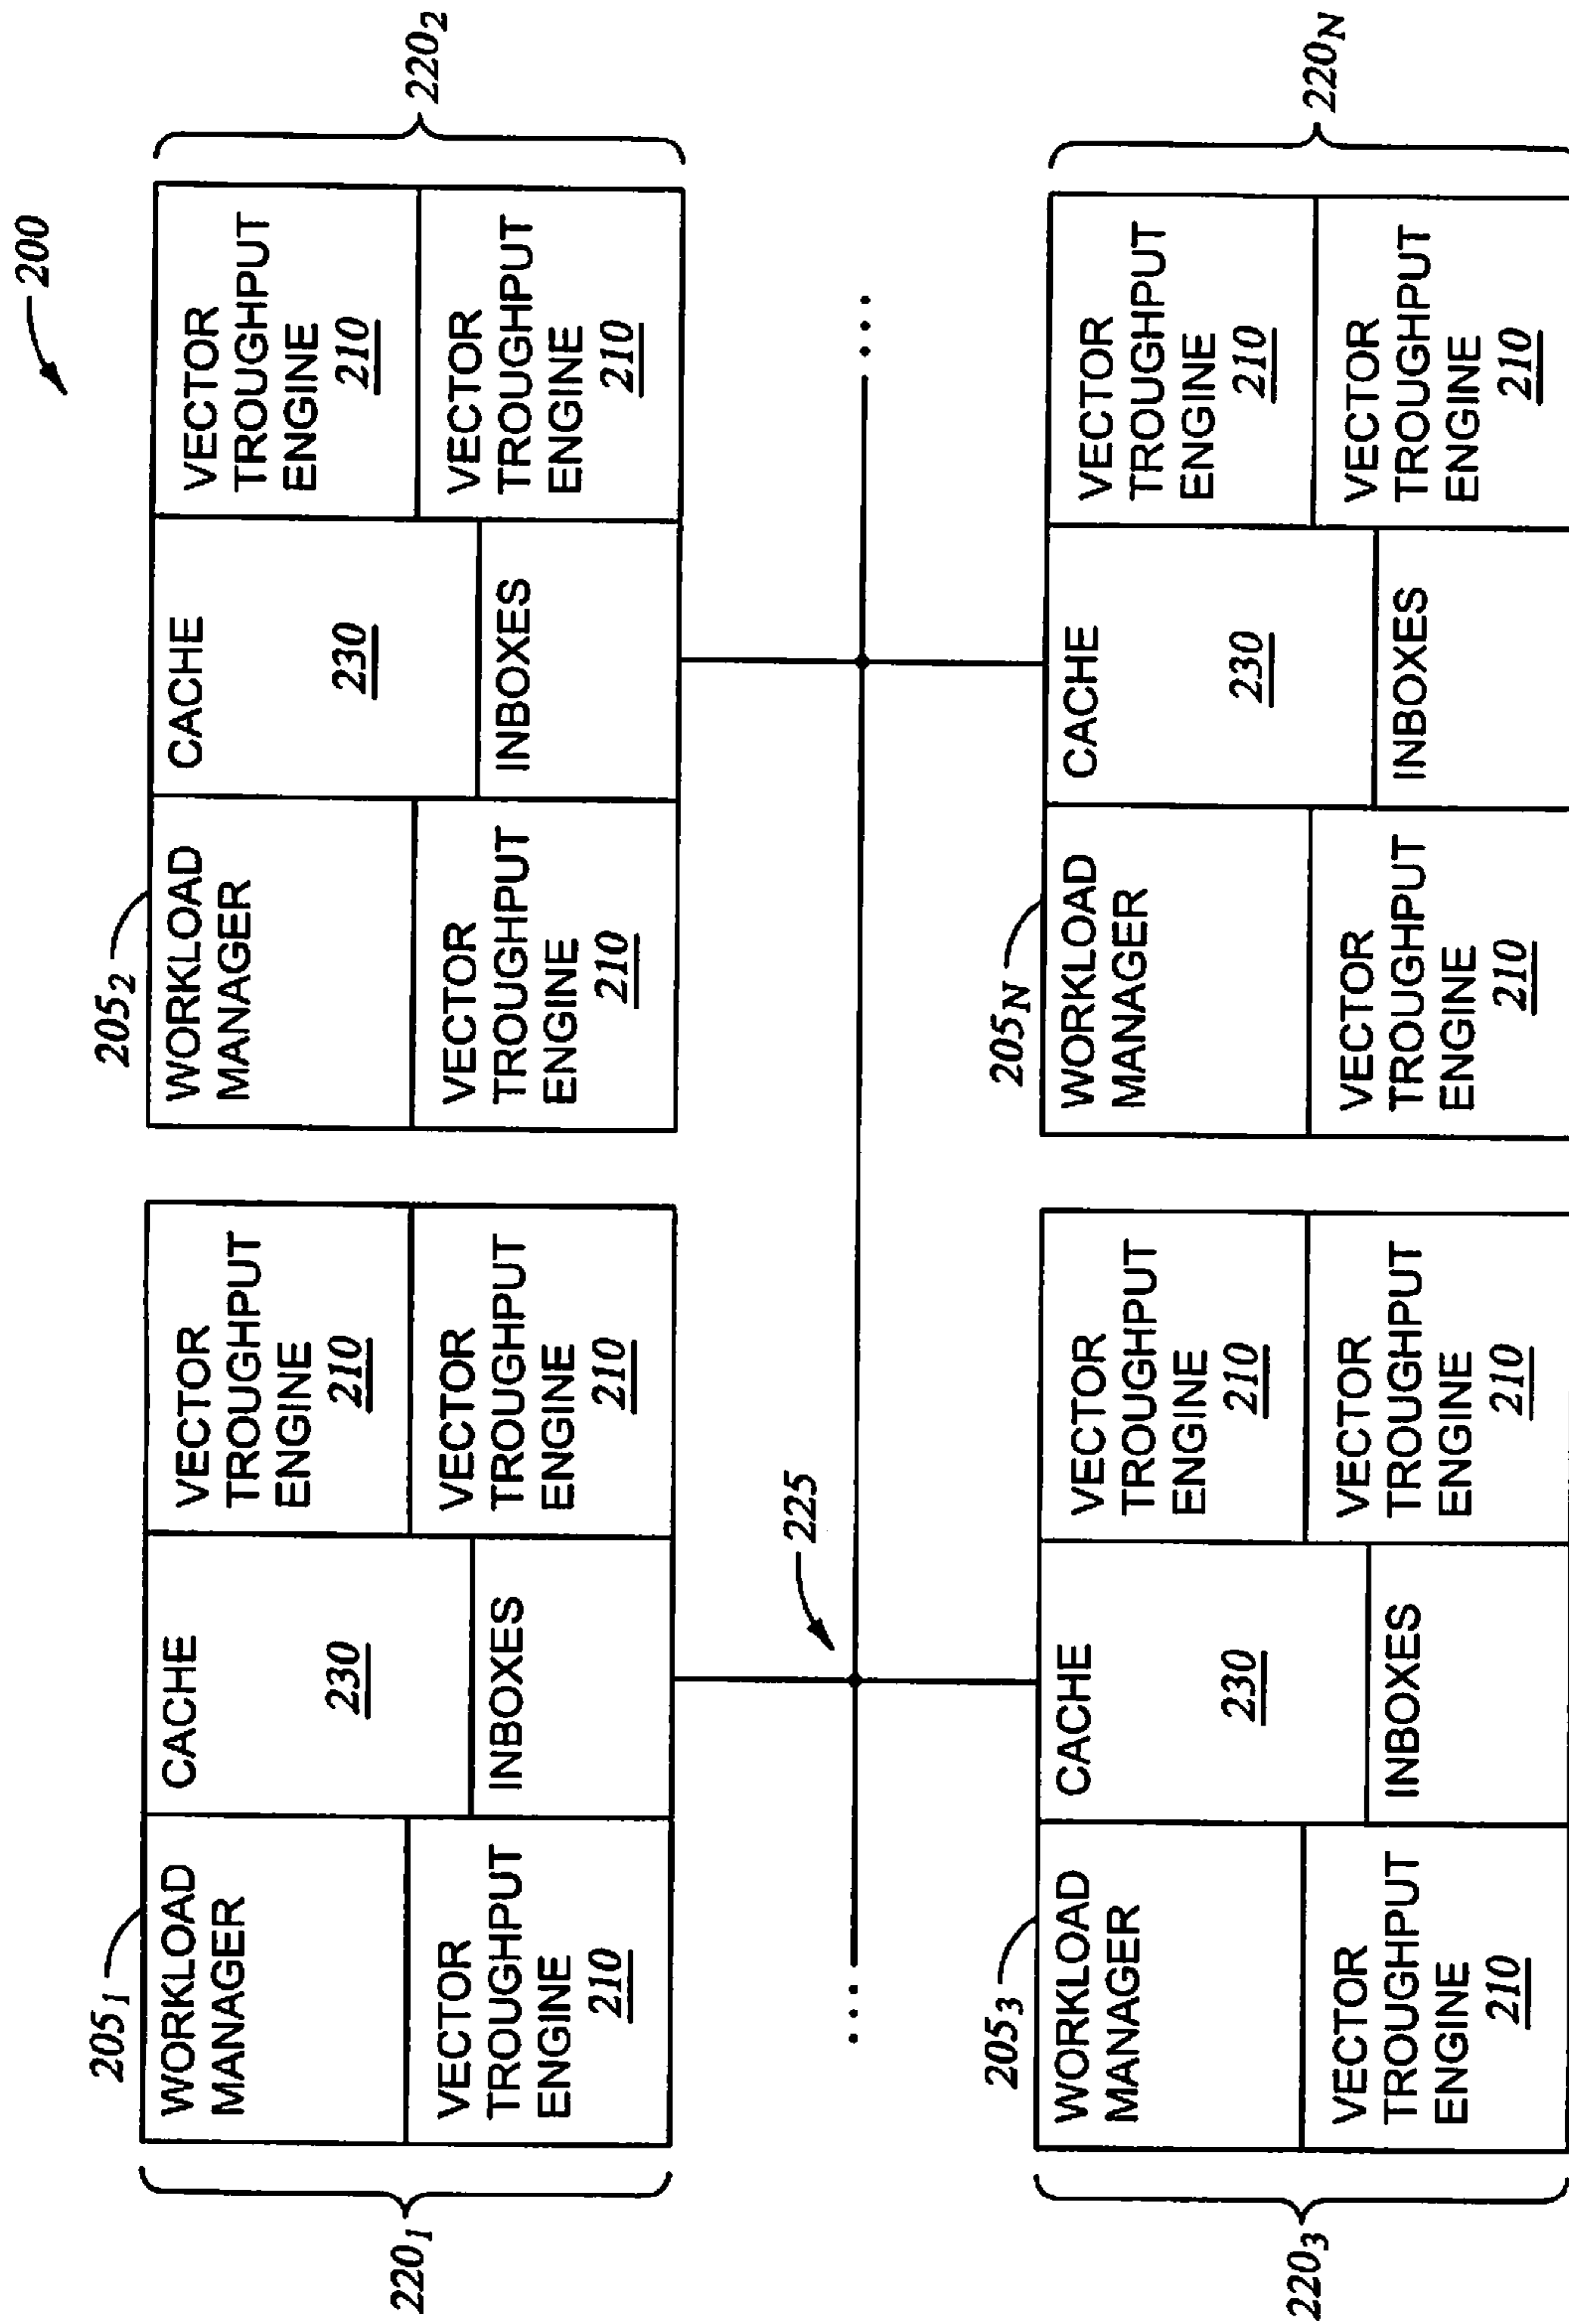 200
205₁
WORKLOAD
MANAGER
VECTOR
TROUGHPUT
ENGINE
210
CACHE
230
INBOXES
VECTOR
TROUGHPUT
ENGINE
210
VECTOR
TROUGHPUT
ENGINE
210
220₁
205₂
WORKLOAD
MANAGER
VECTOR
TROUGHPUT
ENGINE
210
CACHE
230
INBOXES
VECTOR
TROUGHPUT
ENGINE
210
VECTOR
TROUGHPUT
ENGINE
210
220₂
...
225
...
205₃
WORKLOAD
MANAGER
VECTOR
TROUGHPUT
ENGINE
210
CACHE
230
INBOXES
VECTOR
TROUGHPUT
ENGINE
210
VECTOR
TROUGHPUT
ENGINE
210
220₃
205N
WORKLOAD
MANAGER
VECTOR
TROUGHPUT
ENGINE
210
CACHE
230
INBOXES
VECTOR
TROUGHPUT
ENGINE
210
VECTOR
TROUGHPUT
ENGINE
210
220N